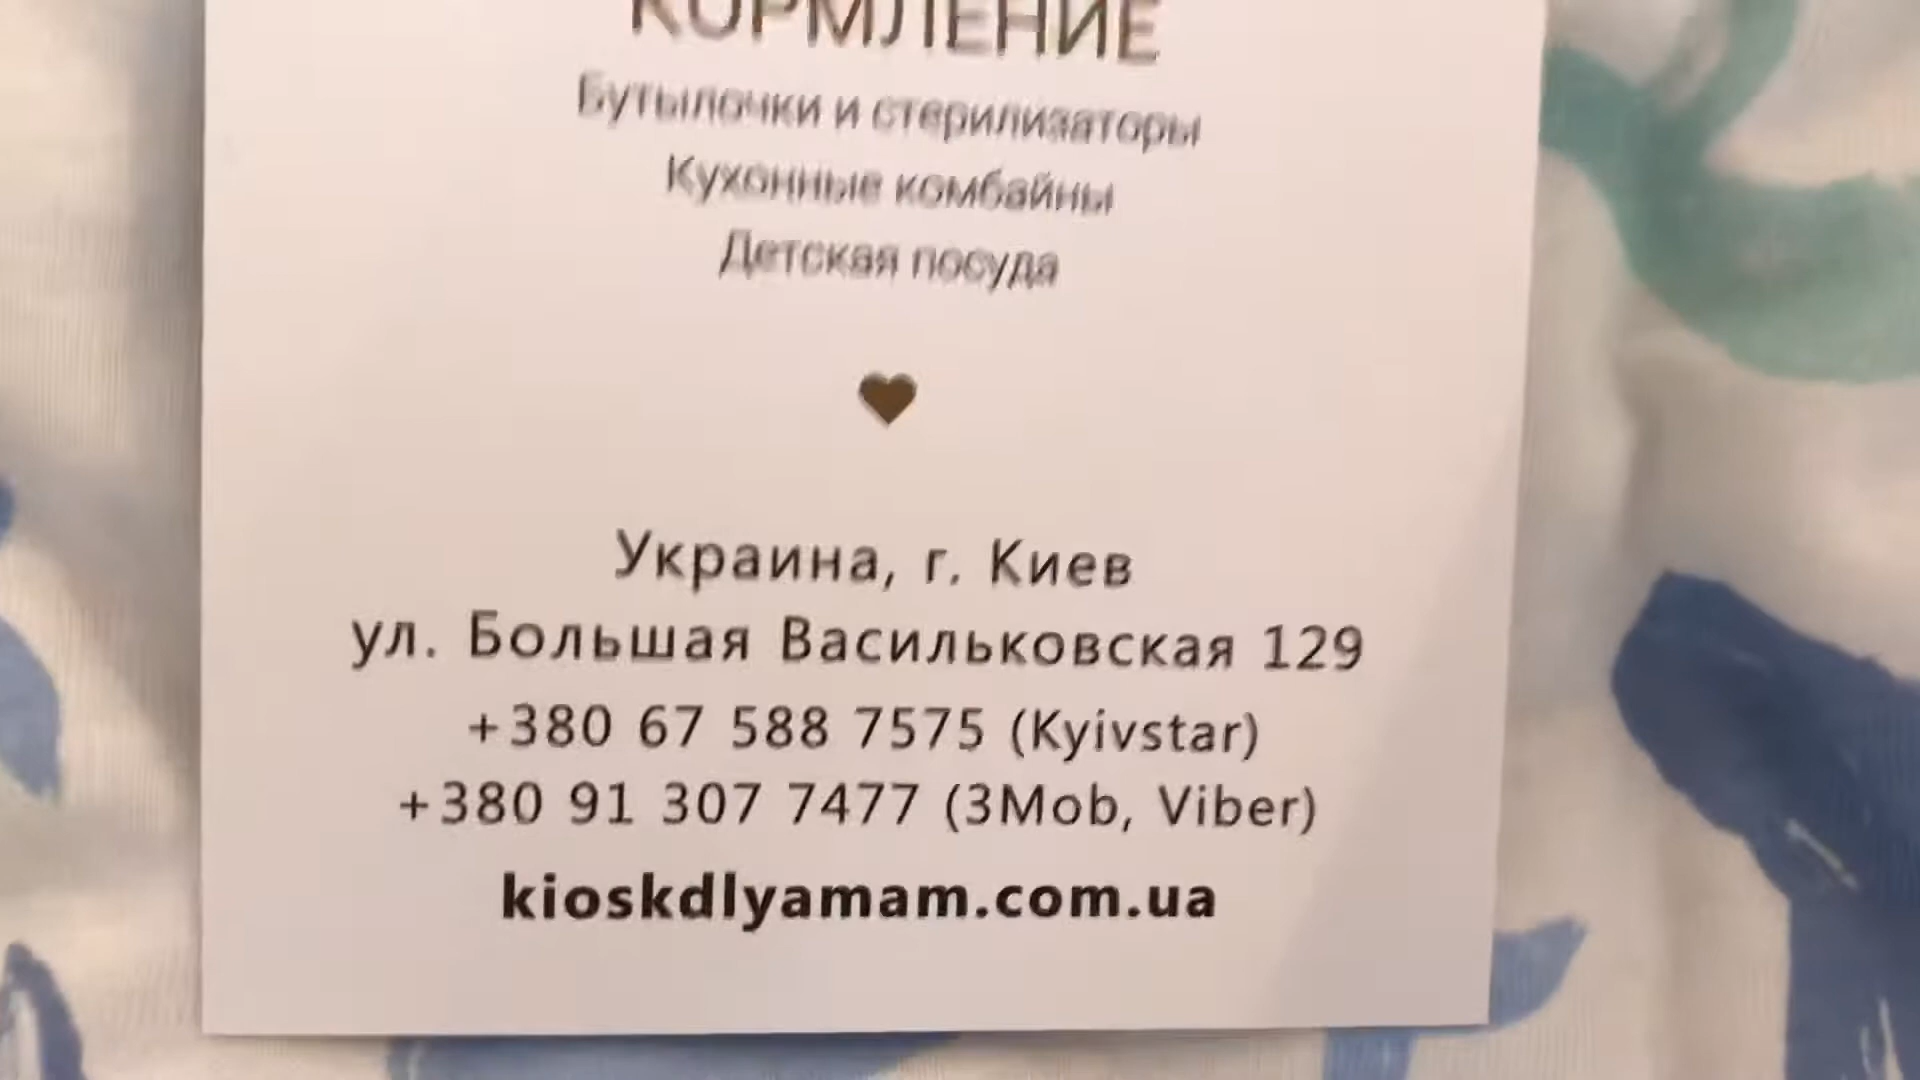 КОРМЛЕНИЕ
Бутылочки и стерилизаторы
Кухонные комбайны
Детская посуда
Украина, г. Киев
ул. Большая Васильковская 129
+380 67 588 7575 (Kyivstar)
+380 91 307 7477 (3Mob, Viber)
kioskdlyamam.com.ua